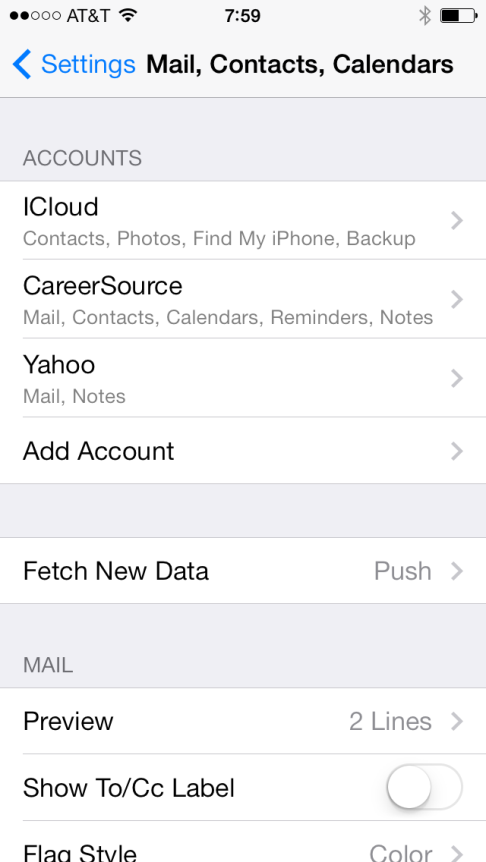 AT&T 7:59
Settings Mail, Contacts, Calendars
ACCOUNTS
ICloud
Contacts, Photos, Find My iPhone, Backup
CareerSource
Mail, Contacts, Calendars, Reminders, Notes
Yahoo
Mail, Notes
Add Account
Fetch New Data Push
MAIL
Preview 2 Lines
Show To/Cc Label
Flag Style Color